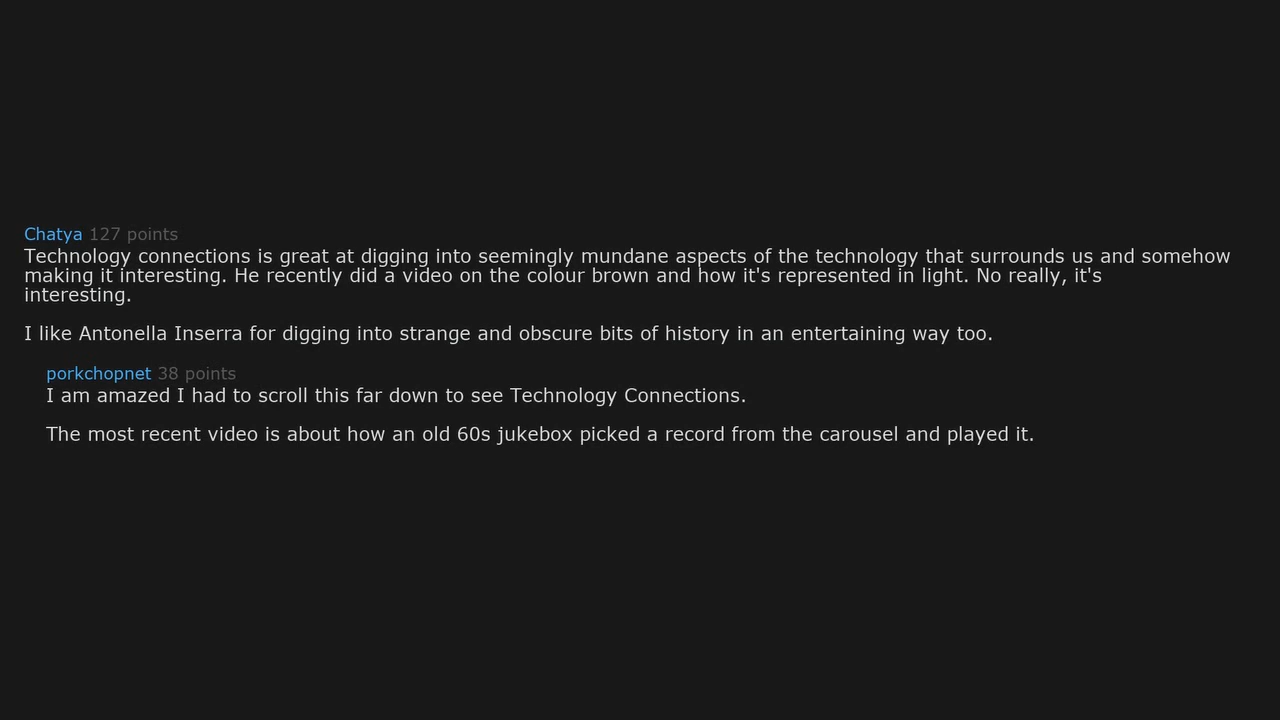 Chatya 127 points
Technology connections is great at digging into seemingly mundane aspects of the technology that surrounds us and somehow
making it interesting. He recently did a video on the colour brown and how it's represented in light. No really, it's
interesting.
I like Antonella Inserra for digging into strange and obscure bits of history in an entertaining way too.
porkchopnet 38 points
I am amazed I had to scroll this far down to see Technology Connections.
The most recent video is about how an old 60s jukebox picked a record from the carousel and played it.